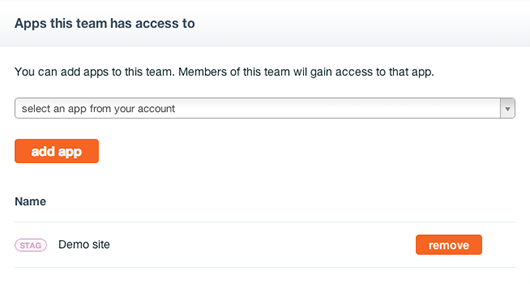 Apps this team has access to
You can add apps to this team. Members of this team wil gain access to that app.
select an app from your account
add app
Name
STAG Demo site remove